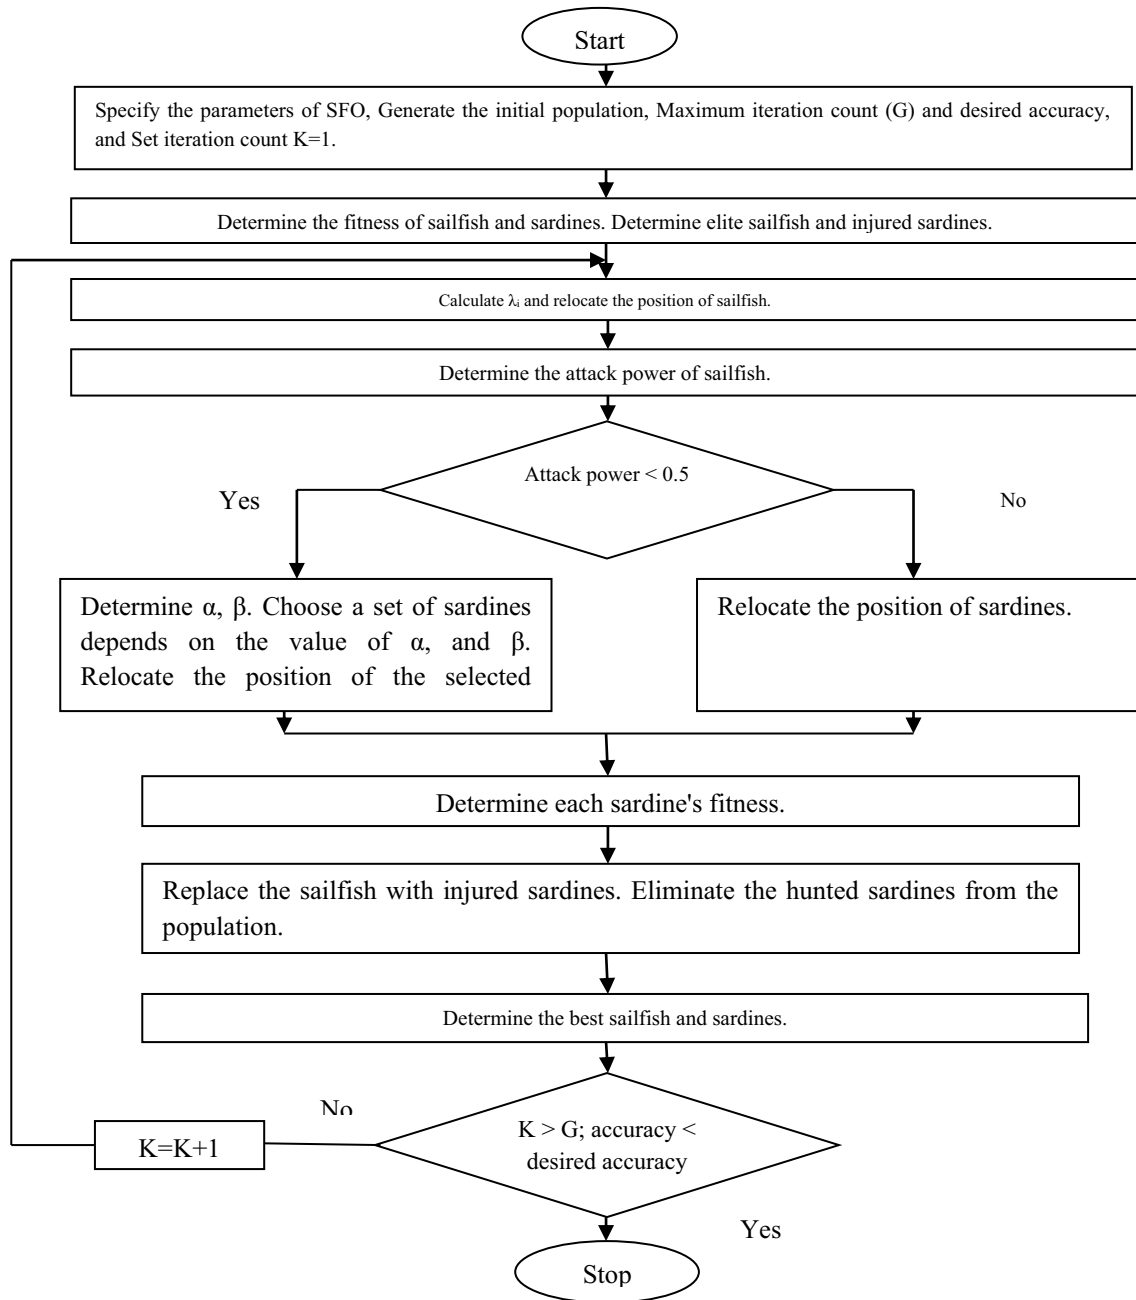 Start
Specify the parameters of SFO, Generate the initial population, Maximum iteration count (G) and desired accuracy,
and Set iteration count K=1.
Determine the fitness of sailfish and sardines. Determine elite sailfish and injured sardines.
Calculate λᵢ and relocate the position of sailfish.
Determine the attack power of sailfish.
Attack power < 0.5
Yes
No
Determine α, β. Choose a set of sardines
depends on the value of α, and β.
Relocate the position of the selected
Relocate the position of sardines.
Determine each sardine's fitness.
Replace the sailfish with injured sardines. Eliminate the hunted sardines from the
population.
Determine the best sailfish and sardines.
No
K=K+1
K > G; accuracy <
desired accuracy
Yes
Stop